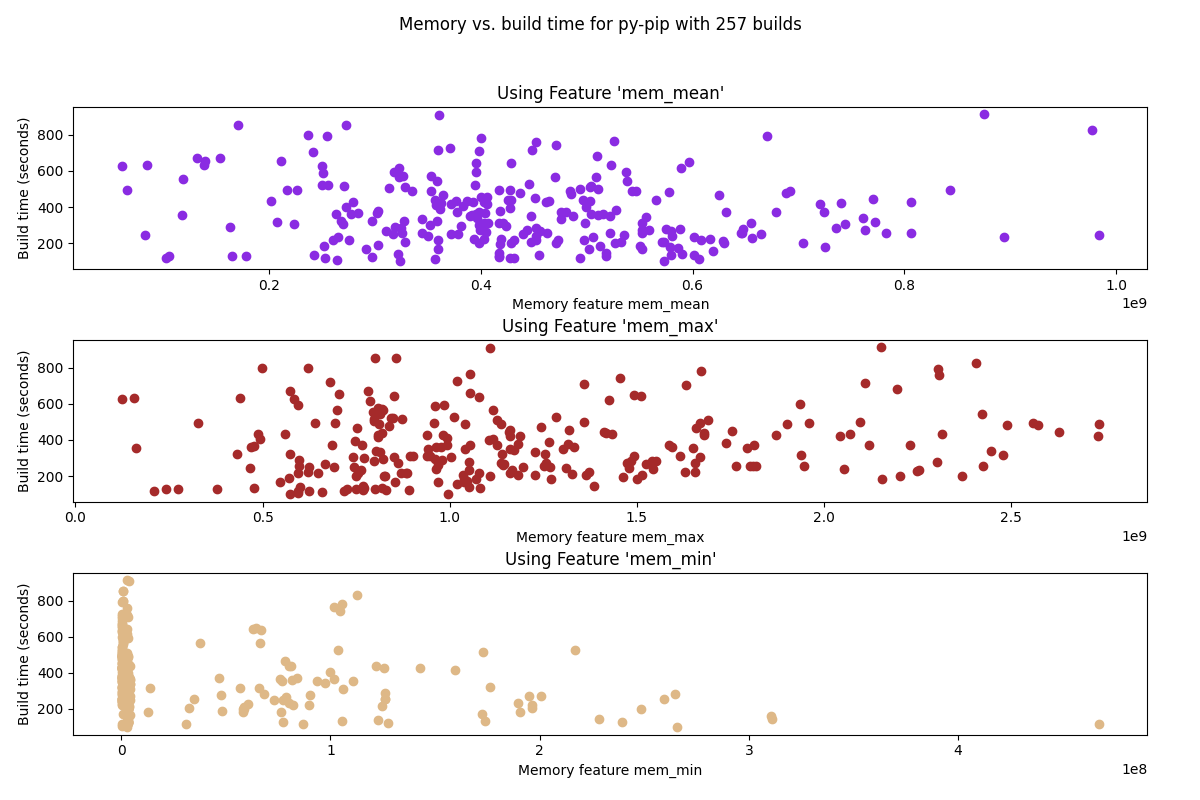 Memory vs. build time for py-pip with 257 builds
Using Feature 'mem_mean'
Build time (seconds)
800
600
400
200
0.2 0.4 0.6 0.8 1.0
1e9
Memory feature mem_mean
Using Feature 'mem_max'
Build time (seconds)
800
600
400
200
0.0 0.5 1.0 1.5 2.0 2.5
1e9
Memory feature mem_max
Using Feature 'mem_min'
Build time (seconds)
800
600
400
200
0 1 2 3 4
1e8
Memory feature mem_min